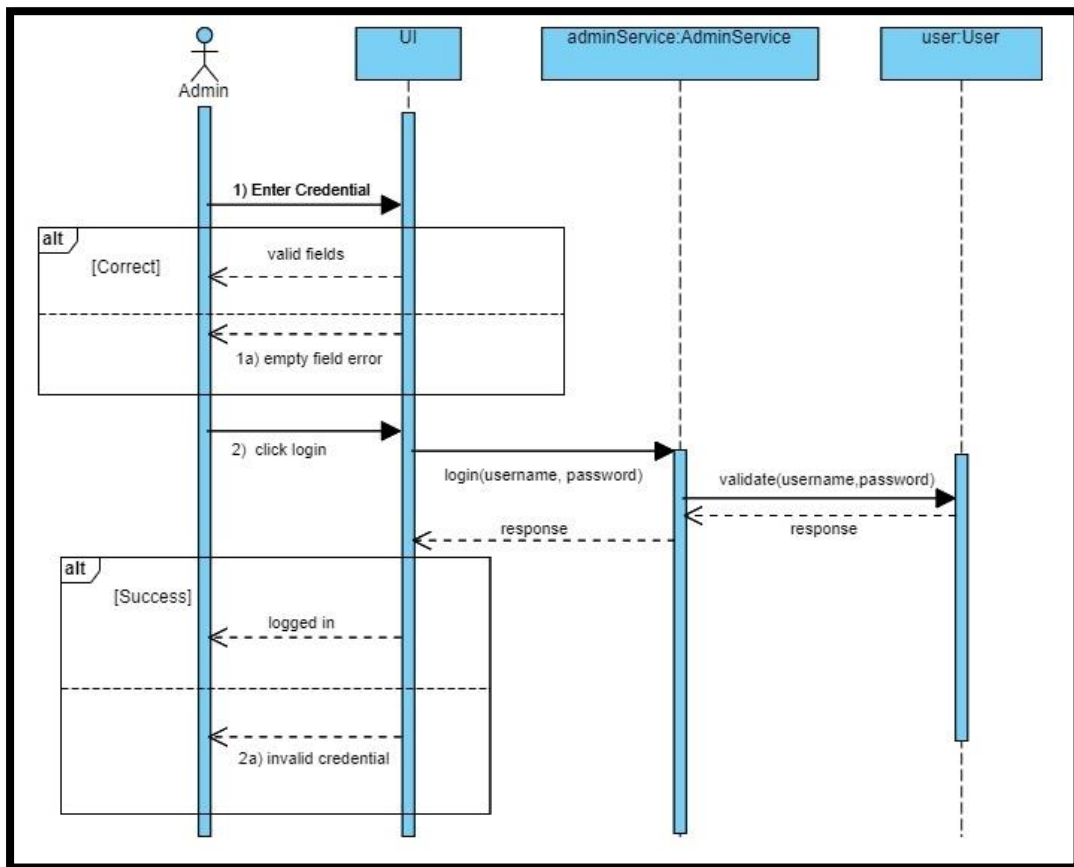 UI
adminService:AdminService
user:User
Admin
1) Enter Credential
alt
[Correct]
valid fields
1a) empty field error
2) click login
login(username, password)
validate(username,password)
response
response
alt
[Success]
logged in
2a) invalid credential